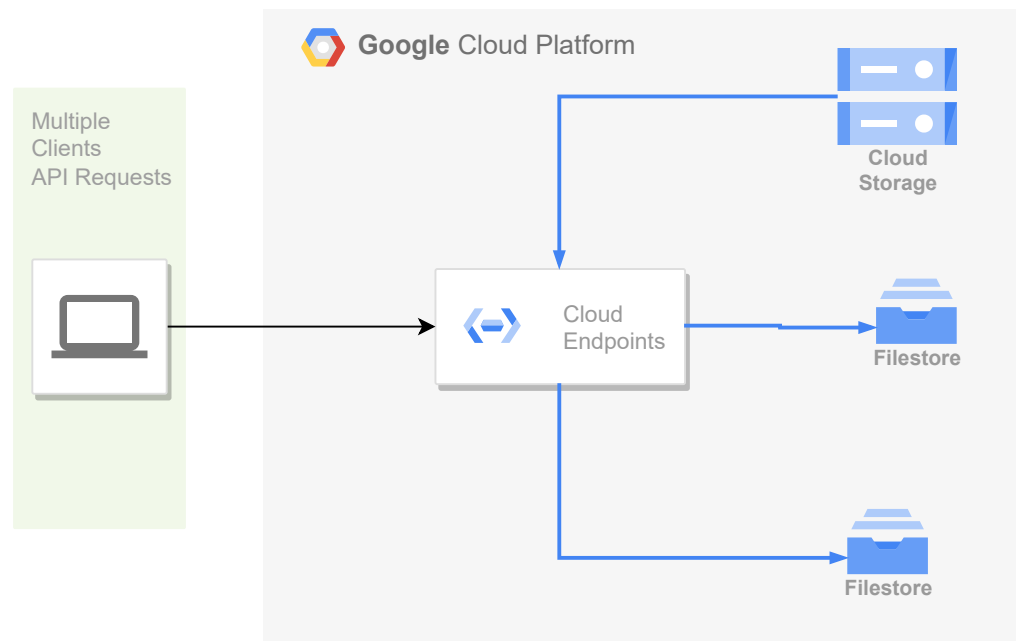 Google Cloud Platform
Multiple
Clients
API Requests
Cloud
Storage
Cloud
Endpoints
Filestore
Filestore